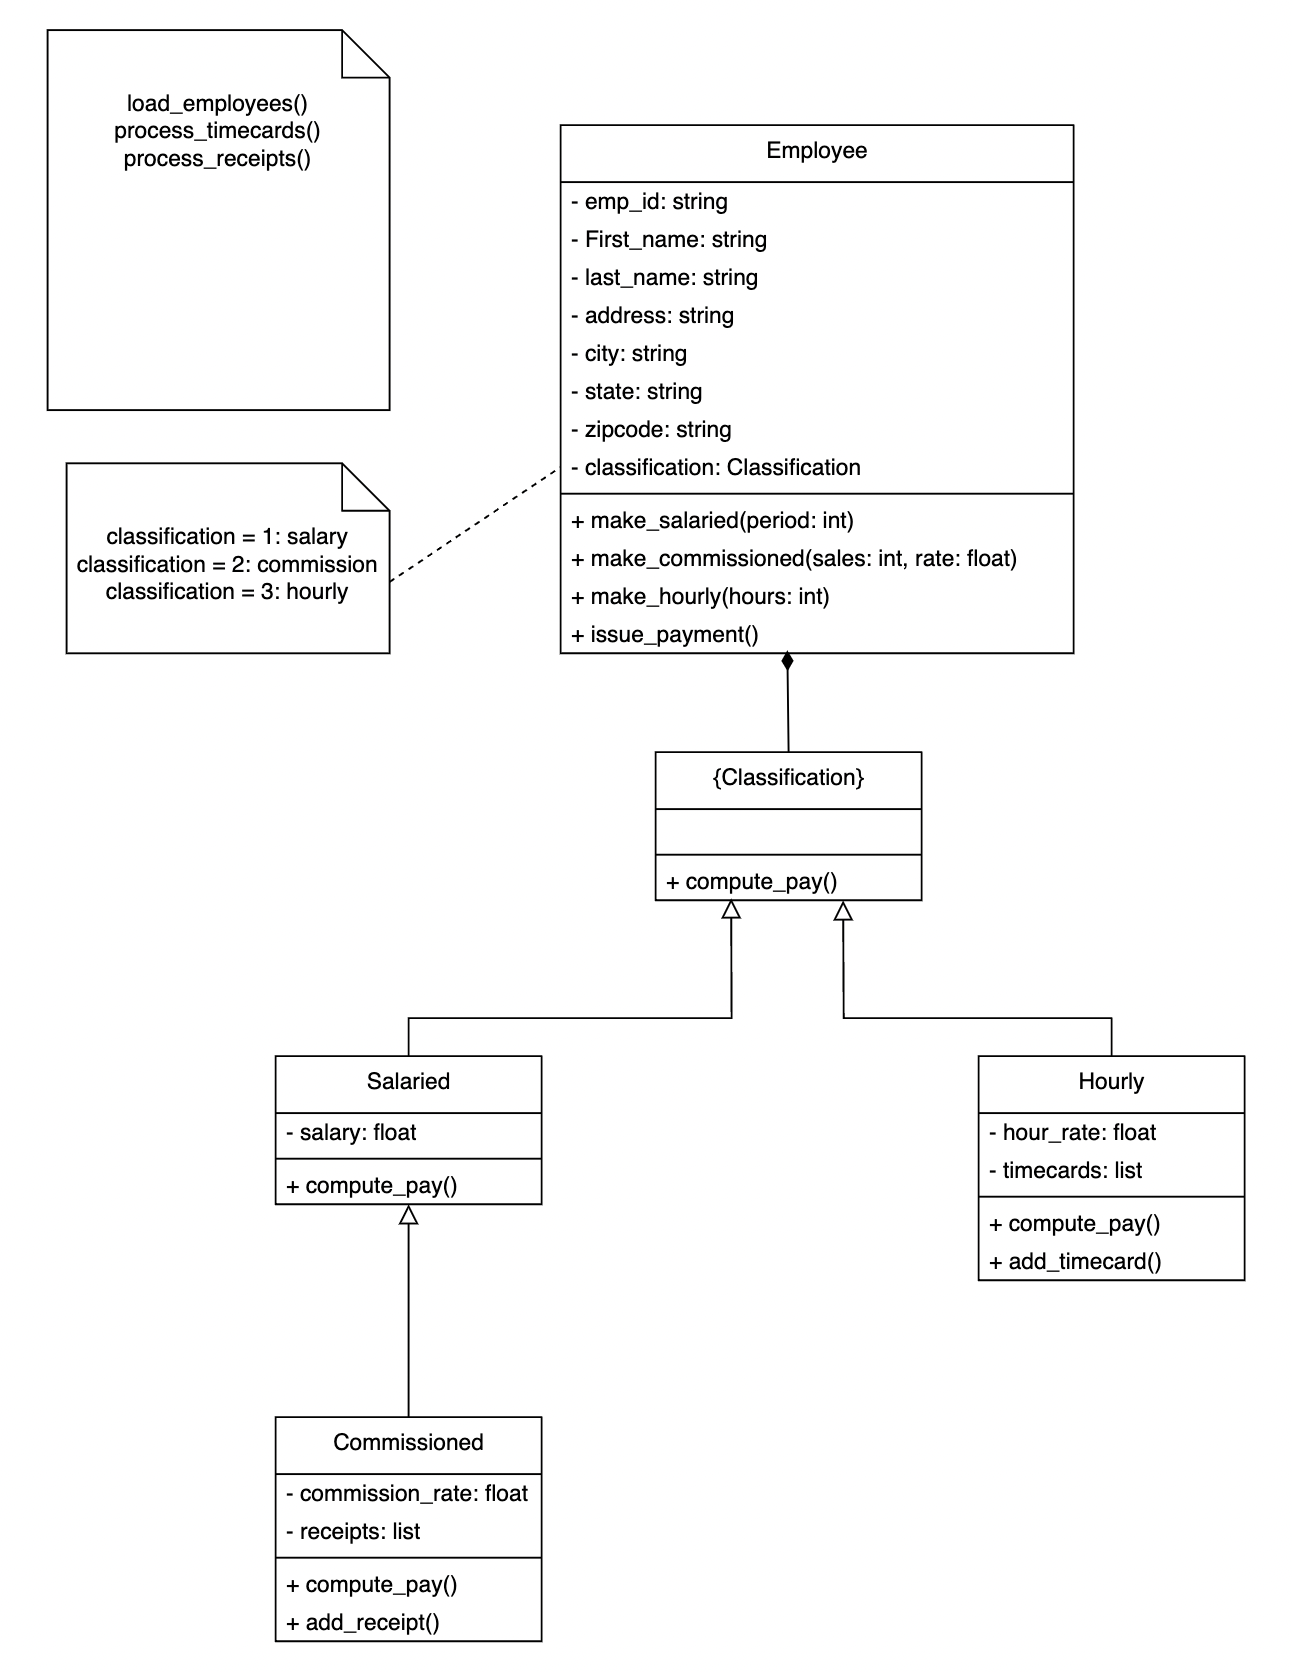 load_employees()
process_timecards()
process_receipts()
Employee
- emp_id: string
- First_name: string
- last_name: string
- address: string
- city: string
- state: string
- zipcode: string
- classification: Classification
+ make_salaried(period: int)
+ make_commissioned(sales: int, rate: float)
+ make_hourly(hours: int)
+ issue_payment()
classification = 1: salary
classification = 2: commission
classification = 3: hourly
{Classification}
+ compute_pay()
Salaried
- salary: float
+ compute_pay()
Hourly
- hour_rate: float
- timecards: list
+ compute_pay()
+ add_timecard()
Commissioned
- commission_rate: float
- receipts: list
+ compute_pay()
+ add_receipt()